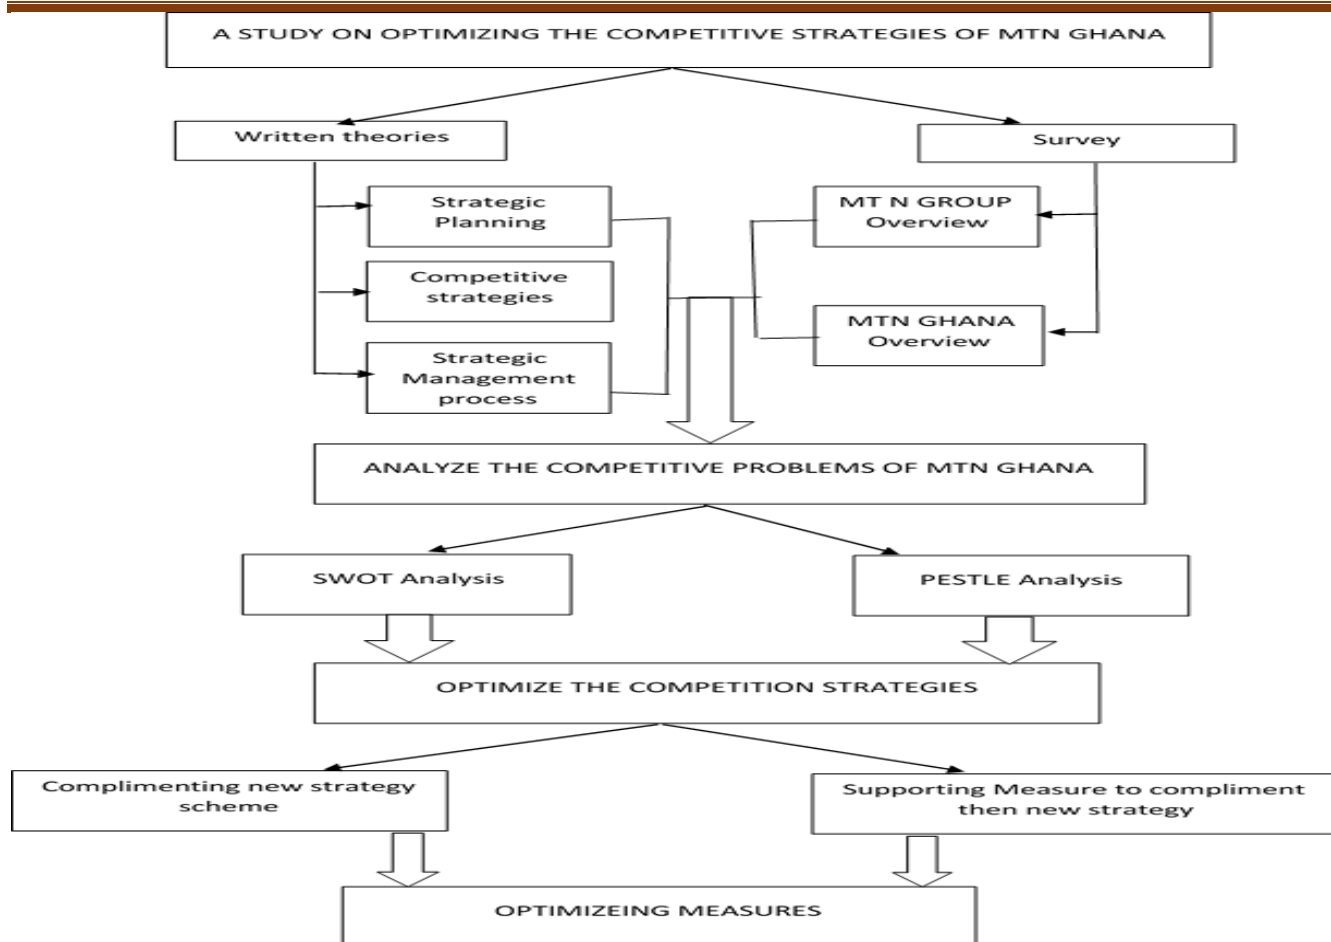 A STUDY ON OPTIMIZING THE COMPETITIVE STRATEGIES OF MTN GHANA
Written theories
Survey
Strategic
Planning
MT N GROUP
Overview
Competitive
strategies
MTN GHANA
Overview
Strategic
Management
process
ANALYZE THE COMPETITIVE PROBLEMS OF MTN GHANA
SWOT Analysis
PESTLE Analysis
OPTIMIZE THE COMPETITION STRATEGIES
Complimenting new strategy
scheme
Supporting Measure to compliment
then new strategy
OPTIMIZEING MEASURES